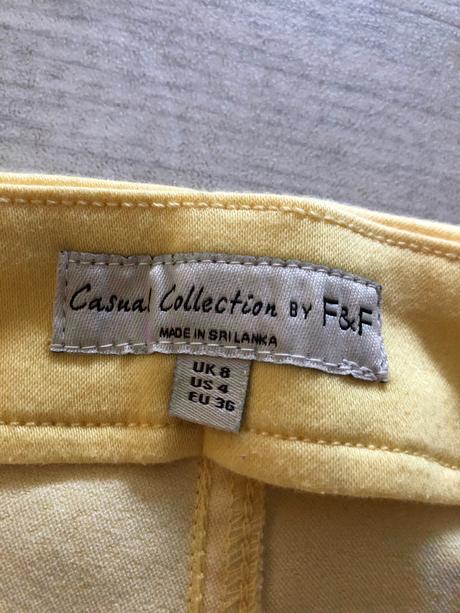 Casual Collection BY F&F
MADE IN SRI LANKA
UK 8
US 4
EU 36